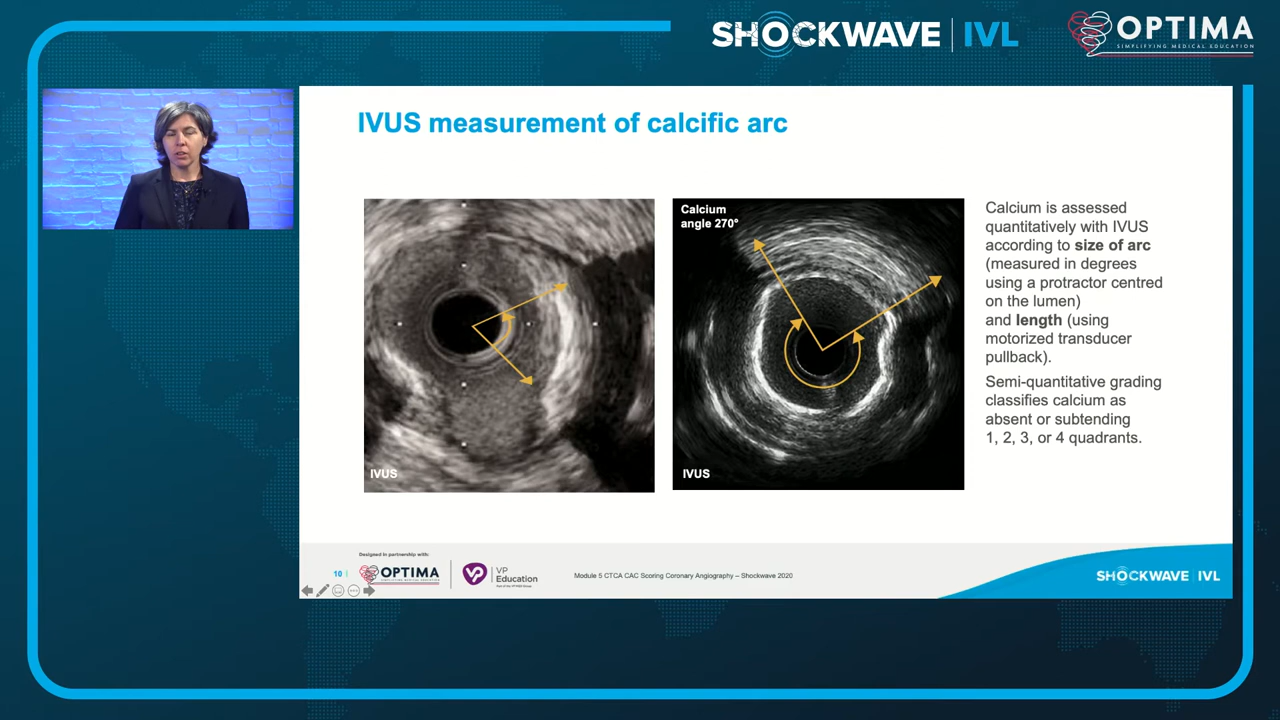 SHOCKWAVE | IVL
OPTIMA
SIMPLIFYING MEDICAL EDUCATION
IVUS measurement of calcific arc
IVUS
Calcium
angle 270°
IVUS
Calcium is assessed
quantitatively with IVUS
according to size of arc
(measured in degrees
using a protractor centred
on the lumen)
and length (using
motorized transducer
pullback).
Semi-quantitative grading
classifies calcium as
absent or subtending
1, 2, 3, or 4 quadrants.
Designed in partnership with:
10 |
OPTIMA
VP
Education
Module 5 CTCA CAC Scoring Coronary Angiography – Shockwave 2020
SHOCKWAVE | IVL